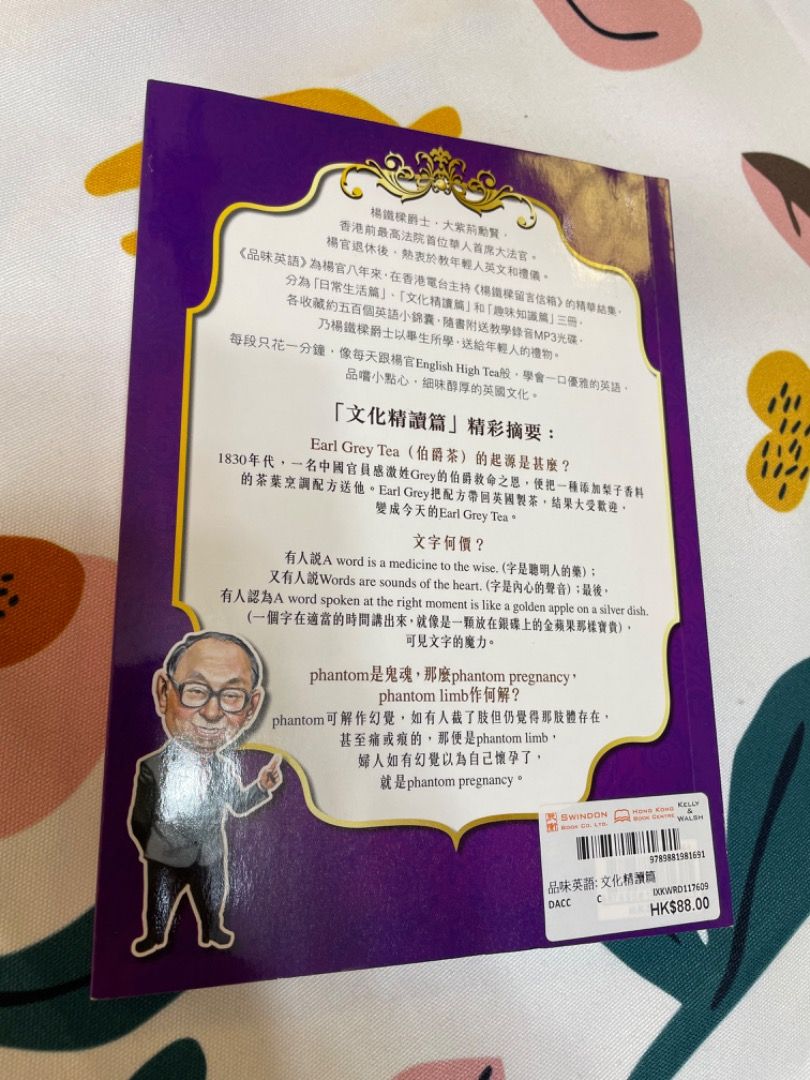 楊鐵樑爵士，大紫荊勳賢，
香港前最高法院首位華人首席大法官。
楊官退休後，熱衷於教年輕人英文和禮儀。
《品味英語》為楊官八年來，在香港電台主持《楊鐵樑留言信箱》的精華結集，
分為「日常生活篇」、「文化精讀篇」和「趣味知識篇」三冊，
各收藏約五百個英語小錦囊，隨書附送教學錄音MP3光碟，
乃楊鐵樑爵士以畢生所學，送給年輕人的禮物。
每段只花一分鐘，像每天跟楊官English High Tea般，學會一口優雅的英語，
品嚐小點心，細味醇厚的英國文化。
「文化精讀篇」精彩摘要：
Earl Grey Tea（伯爵茶）的起源是甚麼？
1830年代，一名中國官員感激姓Grey的伯爵救命之恩，便把一種添加梨子香料
的茶葉烹調配方送他。Earl Grey把配方帶回英國製茶，結果大受歡迎，
變成今天的Earl Grey Tea。
文字何價？
有人說A word is a medicine to the wise. (字是聰明人的藥)；
又有人說Words are sounds of the heart. (字是內心的聲音)；最後，
有人認為A word spoken at the right moment is like a golden apple on a silver dish.
(一個字在適當的時間講出來，就像是一顆放在銀碟上的金蘋果那樣寶貴)，
可見文字的魔力。
phantom是鬼魂，那麼phantom pregnancy，
phantom limb作何解？
phantom可解作幻覺，如有人截了肢但仍覺得那肢體存在，
甚至痛或痕的，那便是phantom limb，
婦人如有幻覺以為自己懷孕了，
就是phantom pregnancy。
SWINDON BOOK CO. LTD.
HONG KONG BOOK CENTRE
KELLY & WALSH
9789881981691
品味英語: 文化精讀篇
DACC C IXKWRD117609
HK$88.00